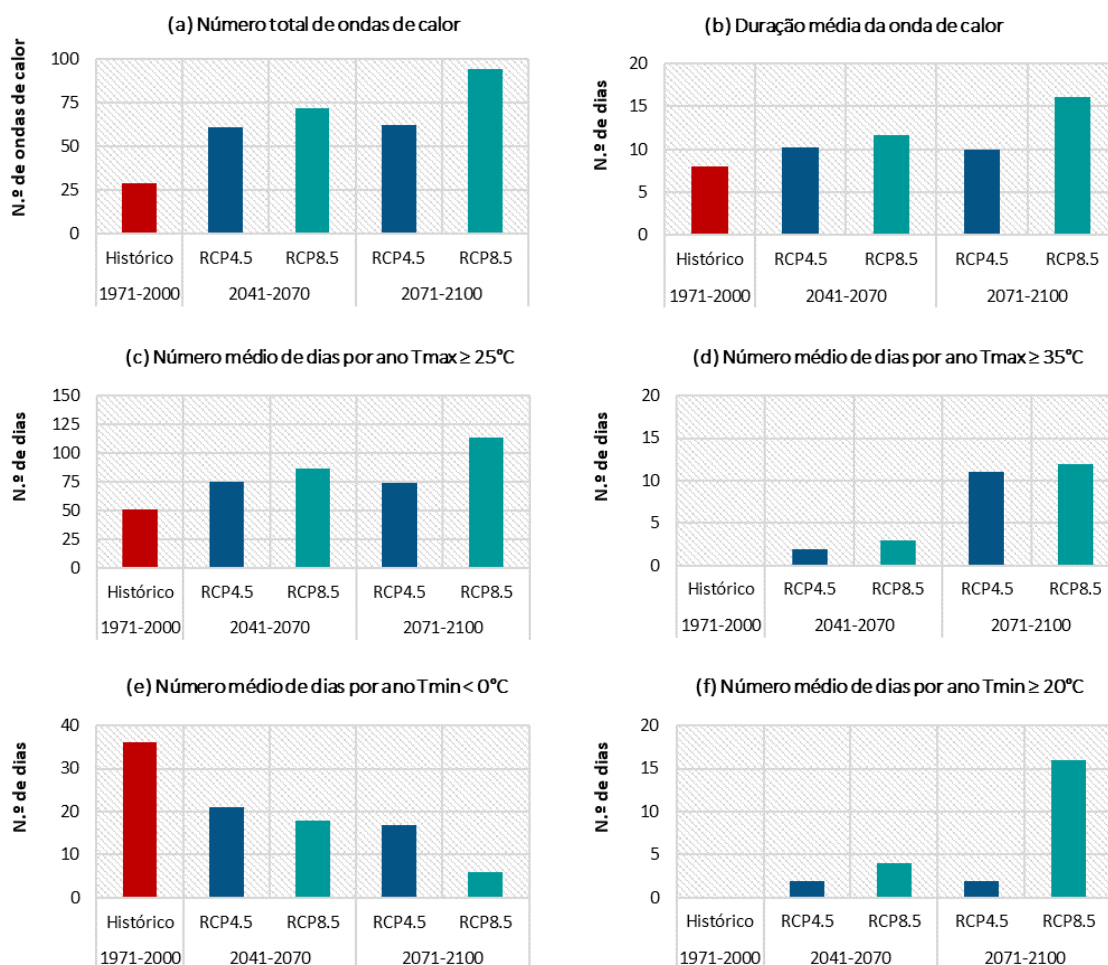 (a) Número total de ondas de calor
N.º de ondas de calor
100
75
50
25
0
Histórico RCP4.5 RCP8.5 RCP4.5 RCP8.5
1971-2000 2041-2070 2071-2100
(b) Duração média da onda de calor
N.º de dias
20
15
10
5
0
Histórico RCP4.5 RCP8.5 RCP4.5 RCP8.5
1971-2000 2041-2070 2071-2100
(c) Número médio de dias por ano Tmax ≥ 25°C
N.º de dias
150
125
100
75
50
25
0
Histórico RCP4.5 RCP8.5 RCP4.5 RCP8.5
1971-2000 2041-2070 2071-2100
(d) Número médio de dias por ano Tmax ≥ 35°C
N.º de dias
20
15
10
5
0
Histórico RCP4.5 RCP8.5 RCP4.5 RCP8.5
1971-2000 2041-2070 2071-2100
(e) Número médio de dias por ano Tmin < 0°C
N.º de dias
40
30
20
10
0
Histórico RCP4.5 RCP8.5 RCP4.5 RCP8.5
1971-2000 2041-2070 2071-2100
(f) Número médio de dias por ano Tmin ≥ 20°C
N.º de dias
20
15
10
5
0
Histórico RCP4.5 RCP8.5 RCP4.5 RCP8.5
1971-2000 2041-2070 2071-2100